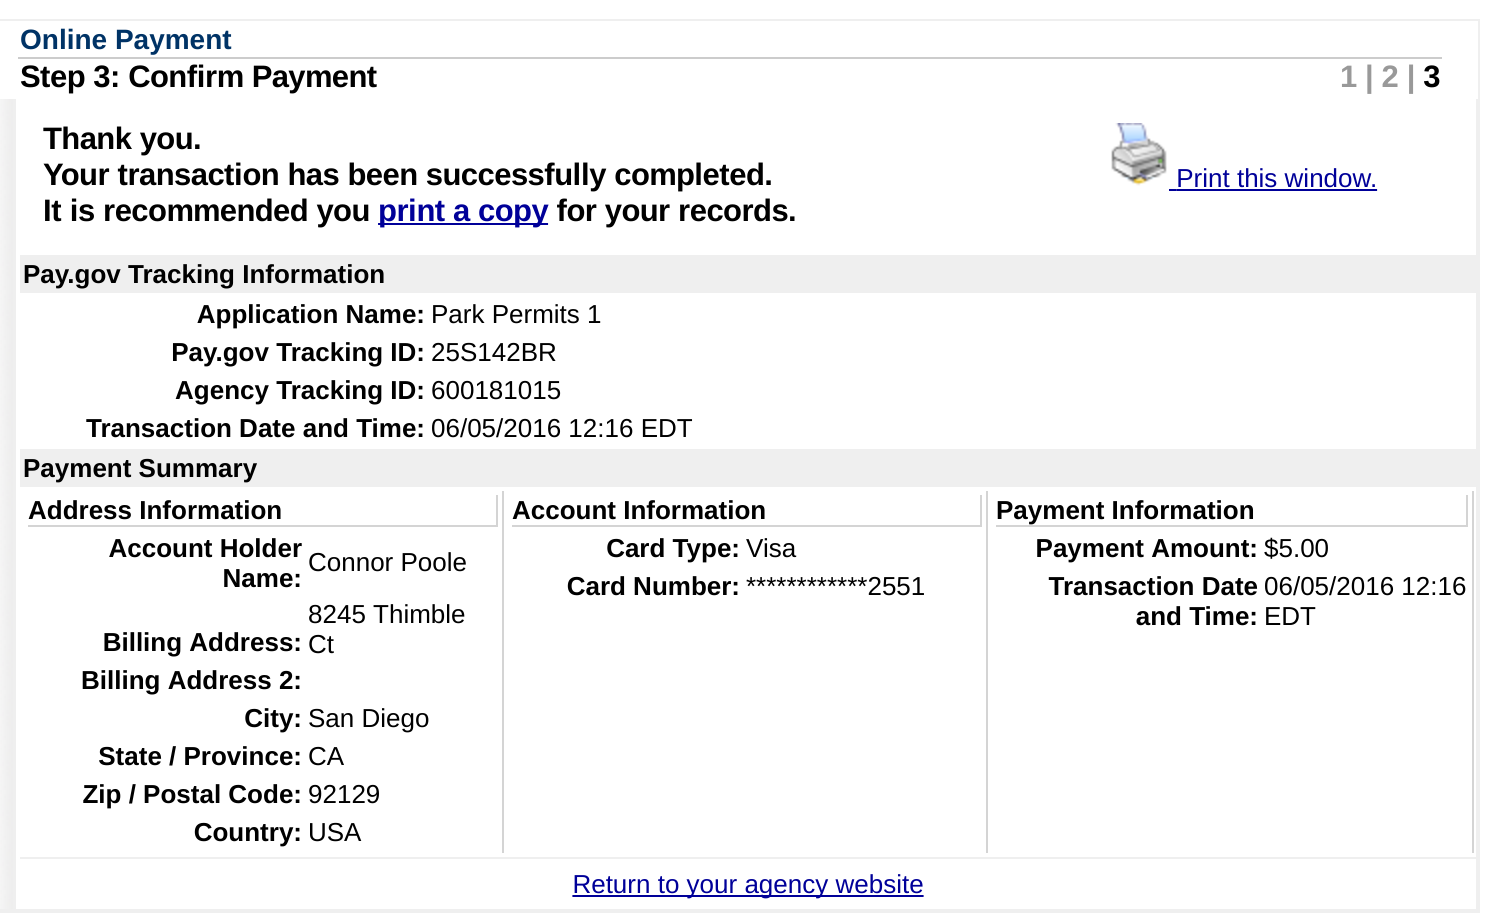 Online Payment
Step 3: Confirm Payment 1 | 2 | 3
Thank you.
Your transaction has been successfully completed.
It is recommended you print a copy for your records.
Print this window.
Pay.gov Tracking Information
Application Name: Park Permits 1
Pay.gov Tracking ID: 25S142BR
Agency Tracking ID: 600181015
Transaction Date and Time: 06/05/2016 12:16 EDT
Payment Summary
Address Information
Account Holder
Name: Connor Poole
8245 Thimble
Billing Address: Ct
Billing Address 2:
City: San Diego
State / Province: CA
Zip / Postal Code: 92129
Country: USA
Account Information
Card Type: Visa
Card Number: ************2551
Payment Information
Payment Amount: $5.00
Transaction Date 06/05/2016 12:16
and Time: EDT
Return to your agency website